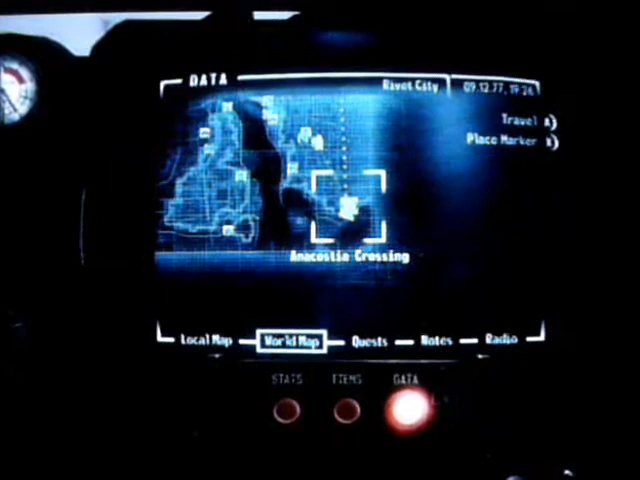 DATA
Rivet City
09.12.77, 19:26
Travel A)
Place Marker X)
Anacostia Crossing
Local Map
World Map
Quests
Notes
Radio
STATS
ITEMS
DATA